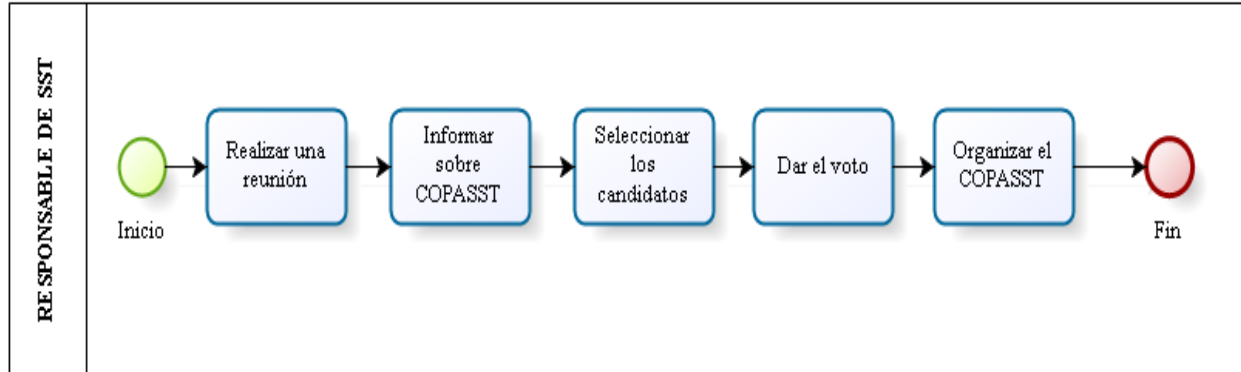 RESPONSABLE DE SST
Inicio
Realizar una
reunión
Informar
sobre
COPASST
Seleccionar
los
candidatos
Dar el voto
Organizar el
COPASST
Fin